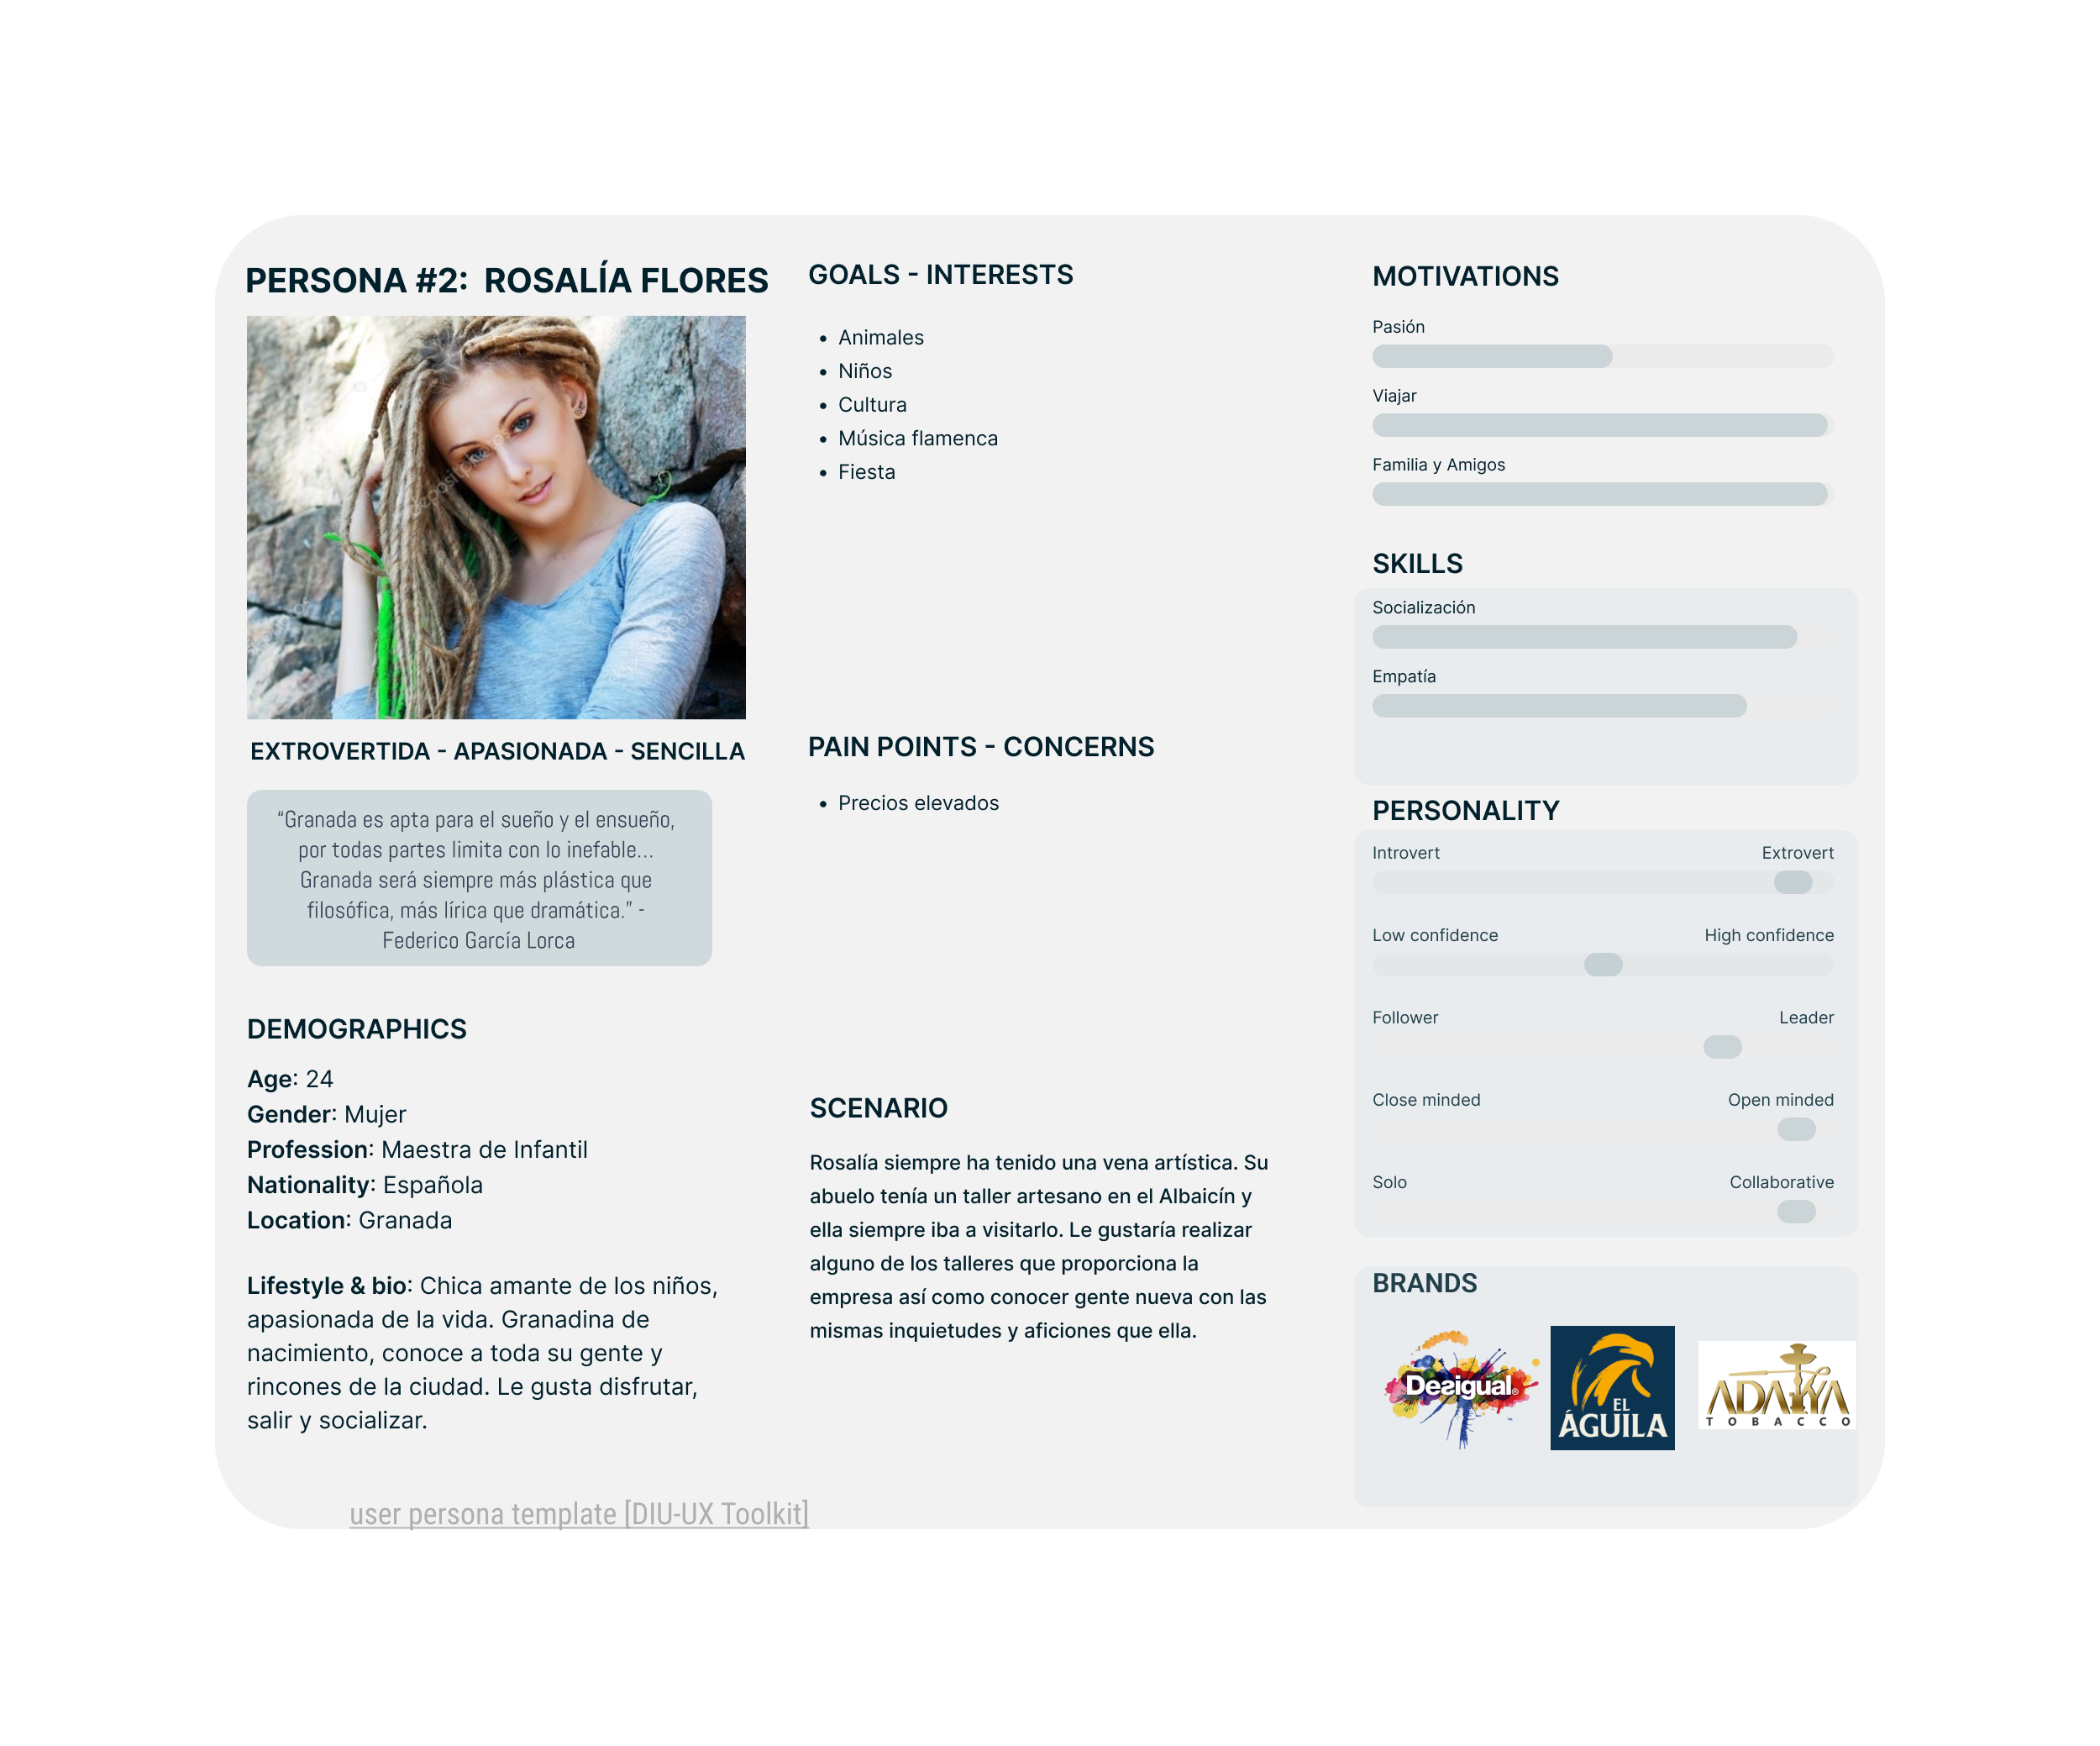 PERSONA #2:  ROSALÍA FLORES
EXTROVERTIDA - APASIONADA - SENCILLA
“Granada es apta para el sueño y el ensueño,
por todas partes limita con lo inefable...
Granada será siempre más plástica que
filosófica, más lírica que dramática.” -
Federico García Lorca
DEMOGRAPHICS
Age: 24
Gender: Mujer
Profession: Maestra de Infantil
Nationality: Española
Location: Granada
Lifestyle & bio: Chica amante de los niños,
apasionada de la vida. Granadina de
nacimiento, conoce a toda su gente y
rincones de la ciudad. Le gusta disfrutar,
salir y socializar.
user persona template [DIU-UX Toolkit]
GOALS - INTERESTS
• Animales
• Niños
• Cultura
• Música flamenca
• Fiesta
PAIN POINTS - CONCERNS
• Precios elevados
SCENARIO
Rosalía siempre ha tenido una vena artística. Su
abuelo tenía un taller artesano en el Albaicín y
ella siempre iba a visitarlo. Le gustaría realizar
alguno de los talleres que proporciona la
empresa así como conocer gente nueva con las
mismas inquietudes y aficiones que ella.
MOTIVATIONS
Pasión
Viajar
Familia y Amigos
SKILLS
Socialización
Empatía
PERSONALITY
Introvert Extrovert
Low confidence High confidence
Follower Leader
Close minded Open minded
Solo Collaborative
BRANDS
Desigual®
EL
ÁGUILA
ADALYA
TOBACCO